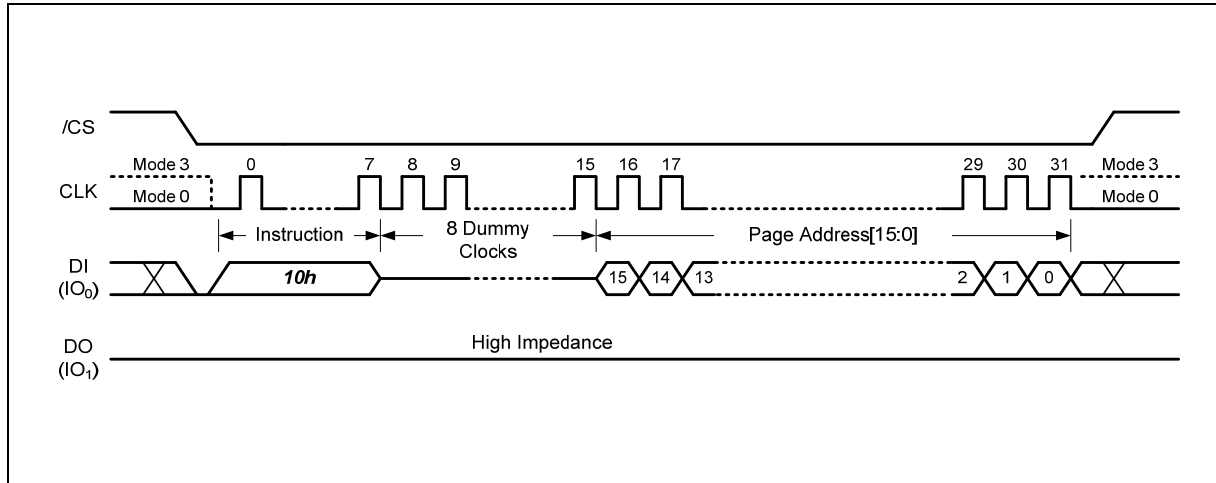 /CS
Mode 3 0 7 8 9 15 16 17 29 30 31 Mode 3
CLK
Mode 0 Mode 0
Instruction 8 Dummy Clocks Page Address[15:0]
DI (IO₀) 10h 15 14 13 2 1 0
High Impedance
DO (IO₁)